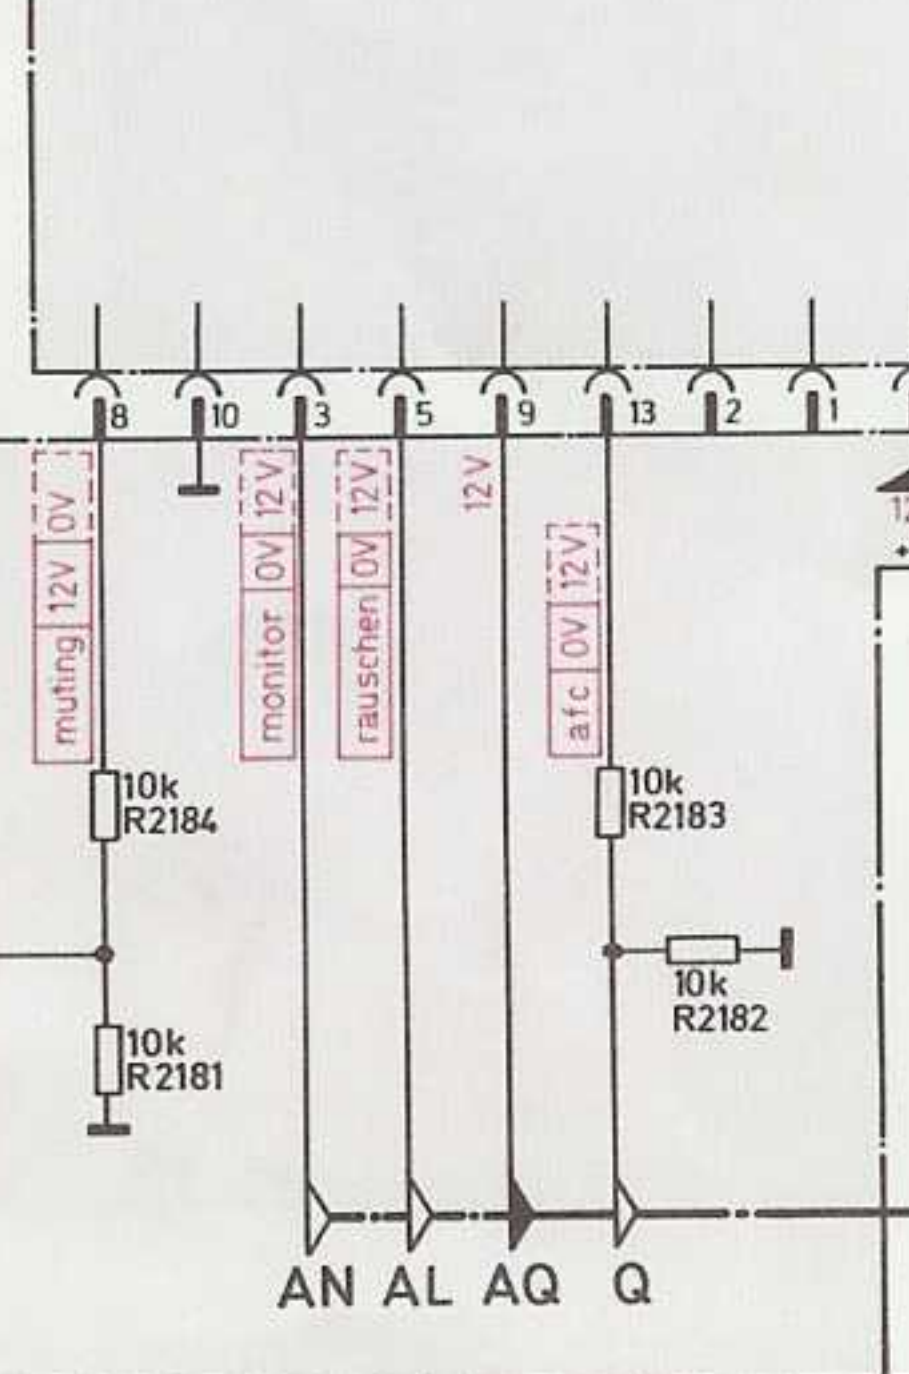 8
10
3
5
9
13
2
1
muting 12V 0V
monitor 0V 12V
rauschen 0V 12V
12V
afc 0V 12V
12
+
10k
R2184
10k
R2183
10k
R2182
10k
R2181
AN AL AQ Q